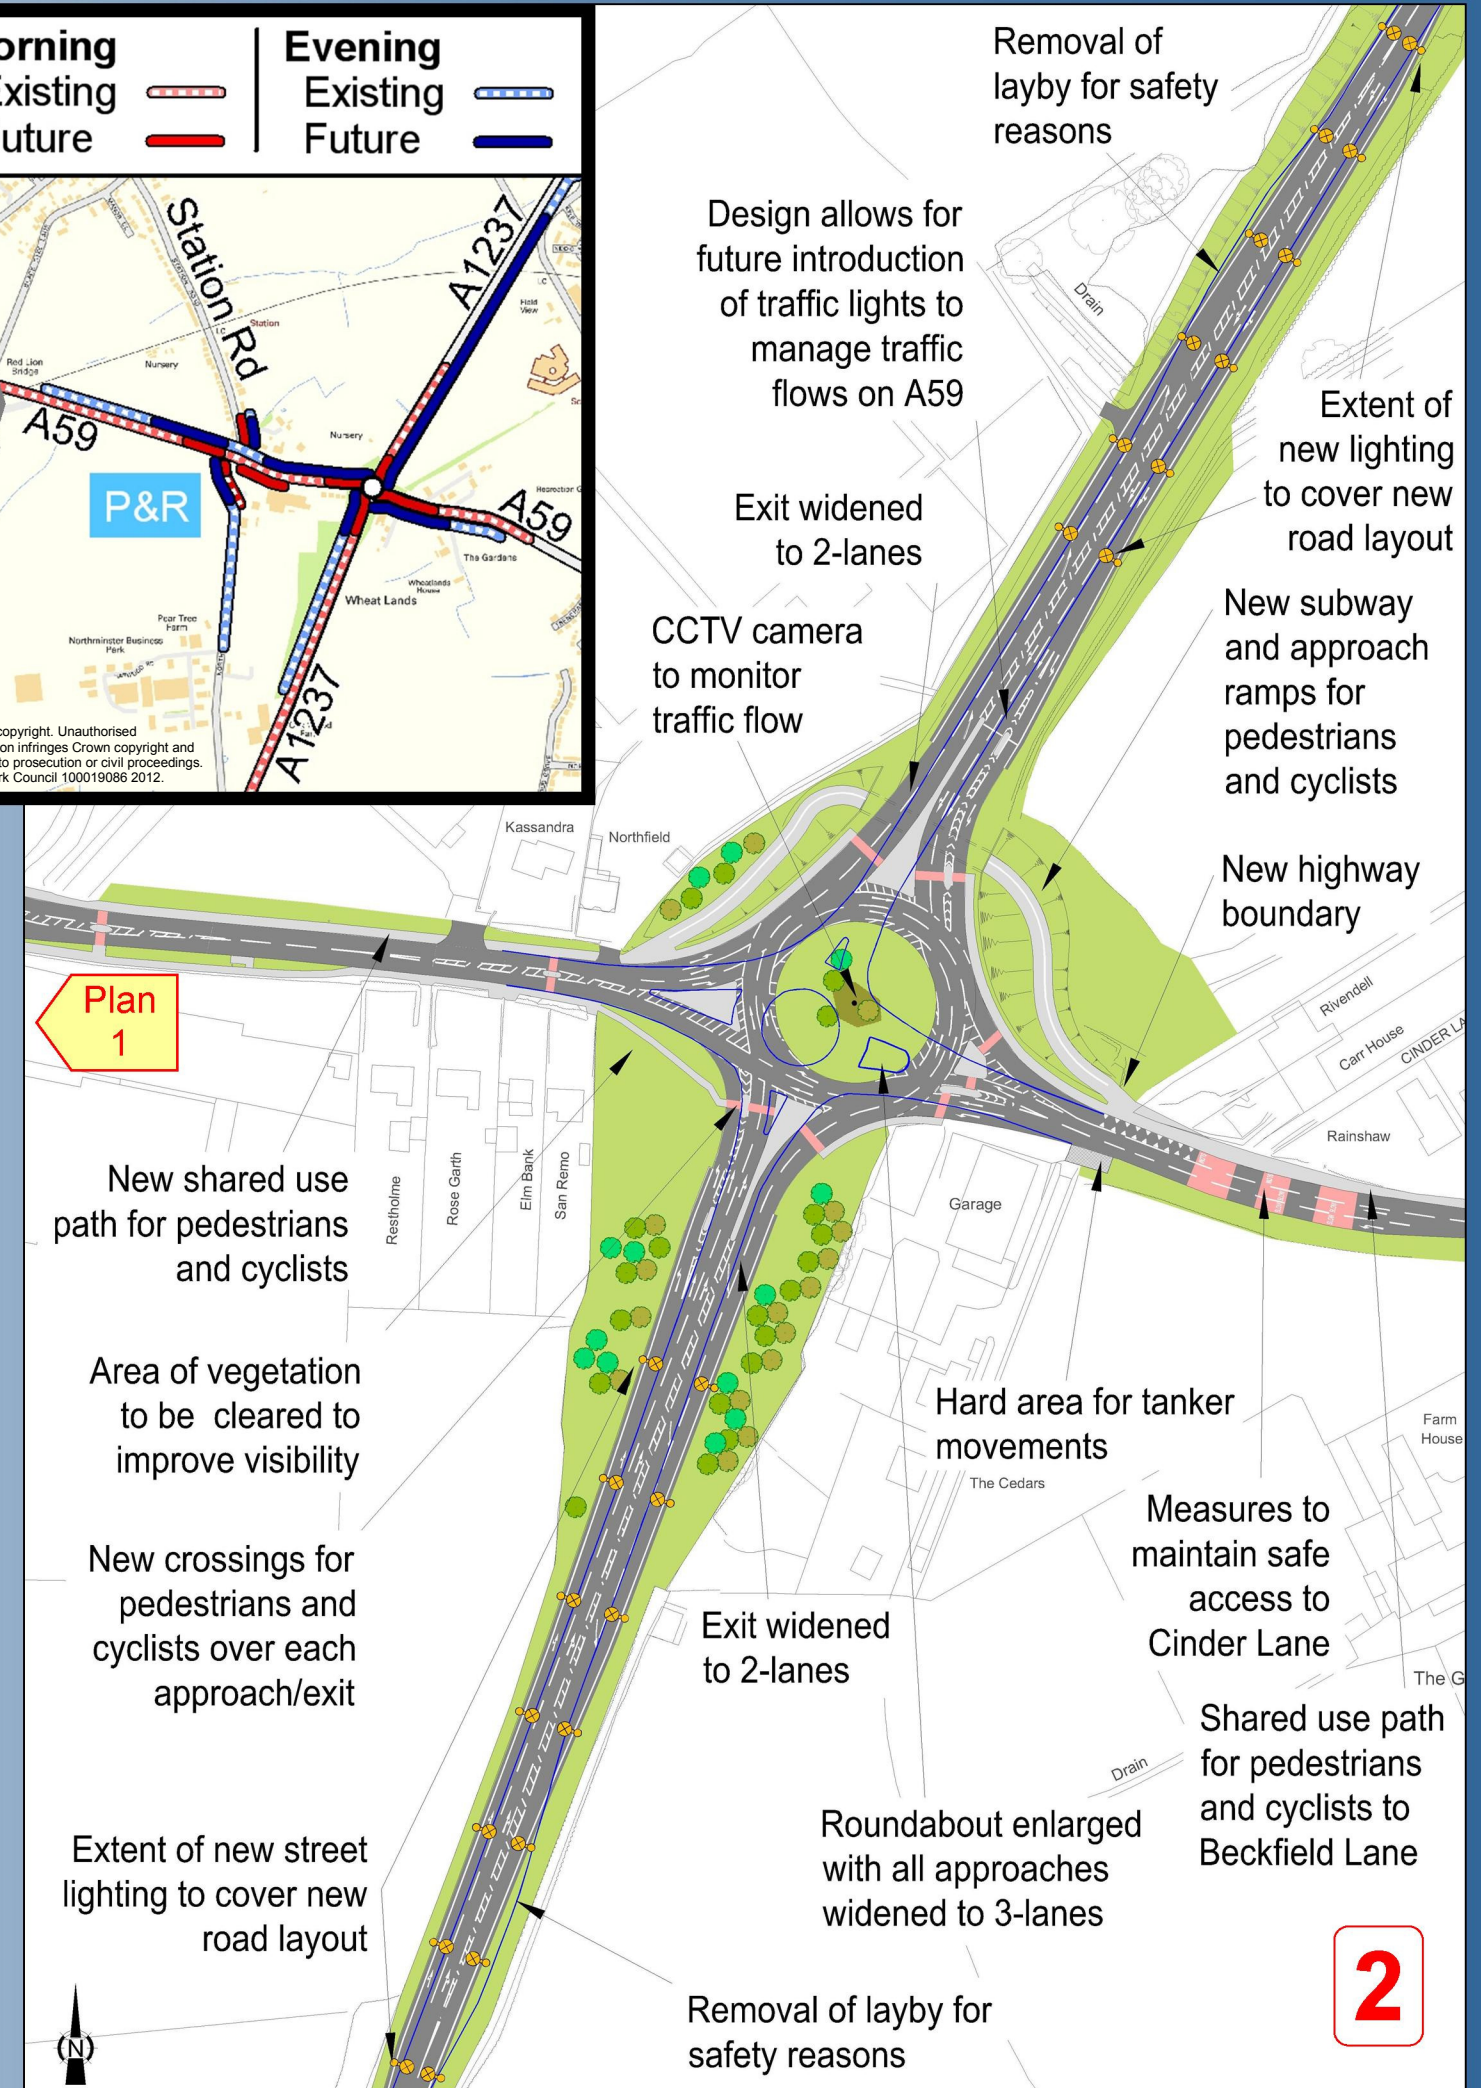 orning
Evening
xisting
Existing
uture
Future
Station Rd
A1237
Station
LC
LC
Field
View
Red Lion
Bridge
Nursery
Nursery
A59
P&R
A59
The Gardens
Wheatlands
House
Wheat Lands
Pear Tree
Farm
Northminster Business
Park
A1237
copyright. Unauthorised
on infringes Crown copyright and
to prosecution or civil proceedings.
rk Council 100019086 2012.
Removal of
layby for safety
reasons
Design allows for
future introduction
of traffic lights to
manage traffic
flows on A59
Drain
Extent of
new lighting
to cover new
road layout
Exit widened
to 2-lanes
CCTV camera
to monitor
traffic flow
New subway
and approach
ramps for
pedestrians
and cyclists
Kassandra
Northfield
New highway
boundary
Plan
1
Rivendell
Carr House
CINDER LA
Rainshaw
New shared use
path for pedestrians
and cyclists
Restholme
Rose Garth
Elm Bank
San Remo
Garage
Area of vegetation
to be cleared to
improve visibility
Hard area for tanker
movements
The Cedars
Farm
House
New crossings for
pedestrians and
cyclists over each
approach/exit
Measures to
maintain safe
access to
Cinder Lane
Exit widened
to 2-lanes
The G
Shared use path
for pedestrians
and cyclists to
Beckfield Lane
Drain
Extent of new street
lighting to cover new
road layout
Roundabout enlarged
with all approaches
widened to 3-lanes
2
Removal of layby for
safety reasons
N